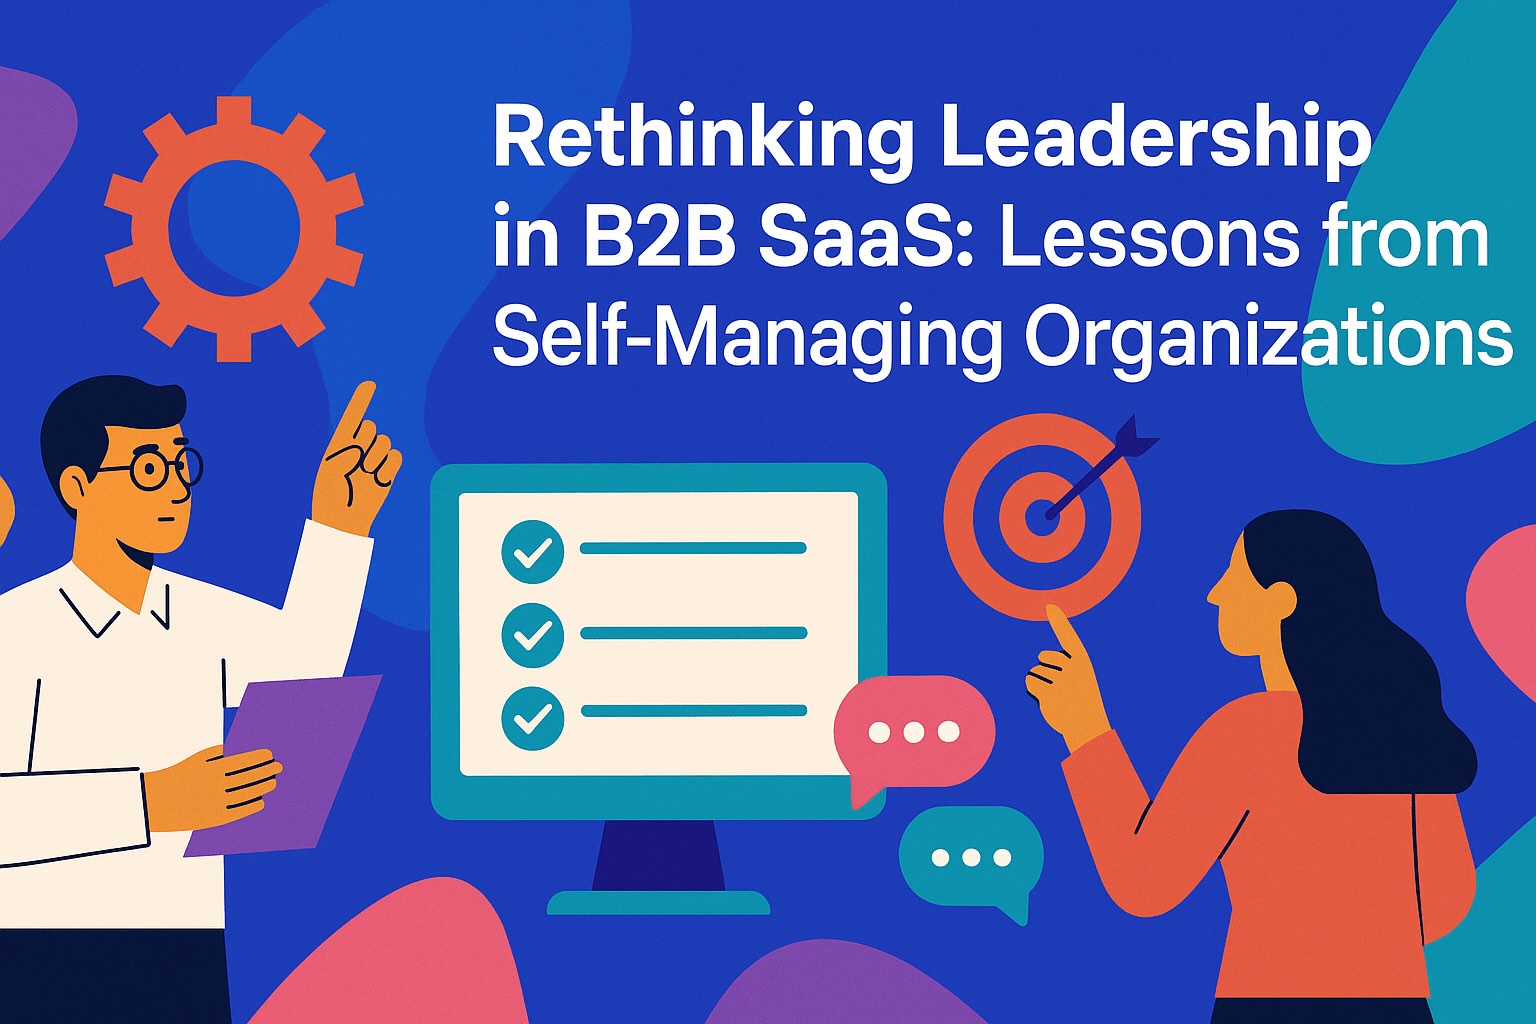 Rethinking Leadership
in B2B SaaS: Lessons from
Self-Managing Organizations